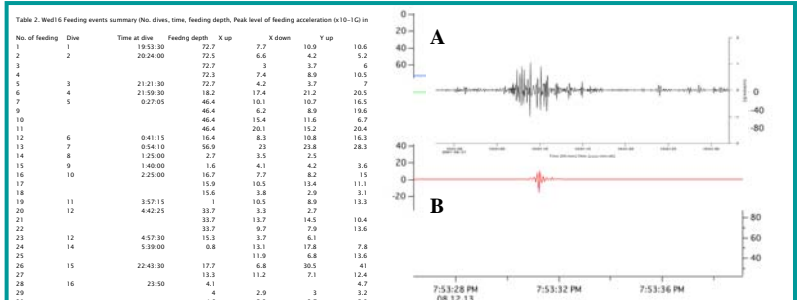 Table 2. Wed16 Feeding events summary (No. dives, time, feeding depth, Peak level of feeding acceleration (x10-1G) in
No. of feeding Dive Time at dive Feedng depth X up X down Y up
1 1 19:53:30 72.7 7.7 10.9 10.6
2 2 20:24:00 72.5 6.6 4.2 5.2
3 72.7 3 3.7 6
4 72.3 7.4 8.9 10.5
5 3 21:21:30 72.7 4.2 3.7 7
6 4 21:59:30 18.2 17.4 21.2 20.5
7 5 0:27:05 46.4 10.1 10.7 16.5
9 46.4 6.2 8.9 19.6
10 46.4 15.4 11.6 6.7
11 46.4 20.1 15.2 20.4
12 6 0:41:15 16.4 8.3 10.8 16.3
13 7 0:54:10 56.9 23 23.8 28.3
14 8 1:25:00 2.7 3.5 2.5
15 9 1:40:00 1.6 4.1 4.2 3.6
16 10 2:25:00 16.7 7.7 8.2 15
17 15.9 10.5 13.4 11.1
18 15.6 3.8 2.9 3.1
19 11 3:57:15 1 10.5 8.9 13.3
20 12 4:42:25 33.7 3.3 2.7
21 33.7 13.7 14.5 10.4
22 33.7 9.7 7.9 13.6
23 12 4:57:30 15.3 3.7 6.1
24 14 5:39:00 0.8 13.1 17.8 7.8
25 11.9 6.8 13.6
26 15 22:43:30 17.7 6.8 30.5 41
27 13.3 11.2 7.1 12.4
28 16 23:50 4.1 4.7
29 4 2.9 3 3.2
0
20
40
60
A
0
-40
-80
40
20
0
-20
B
80
60
40
7:53:28 PM 7:53:32 PM 7:53:36 PM
08.12.13